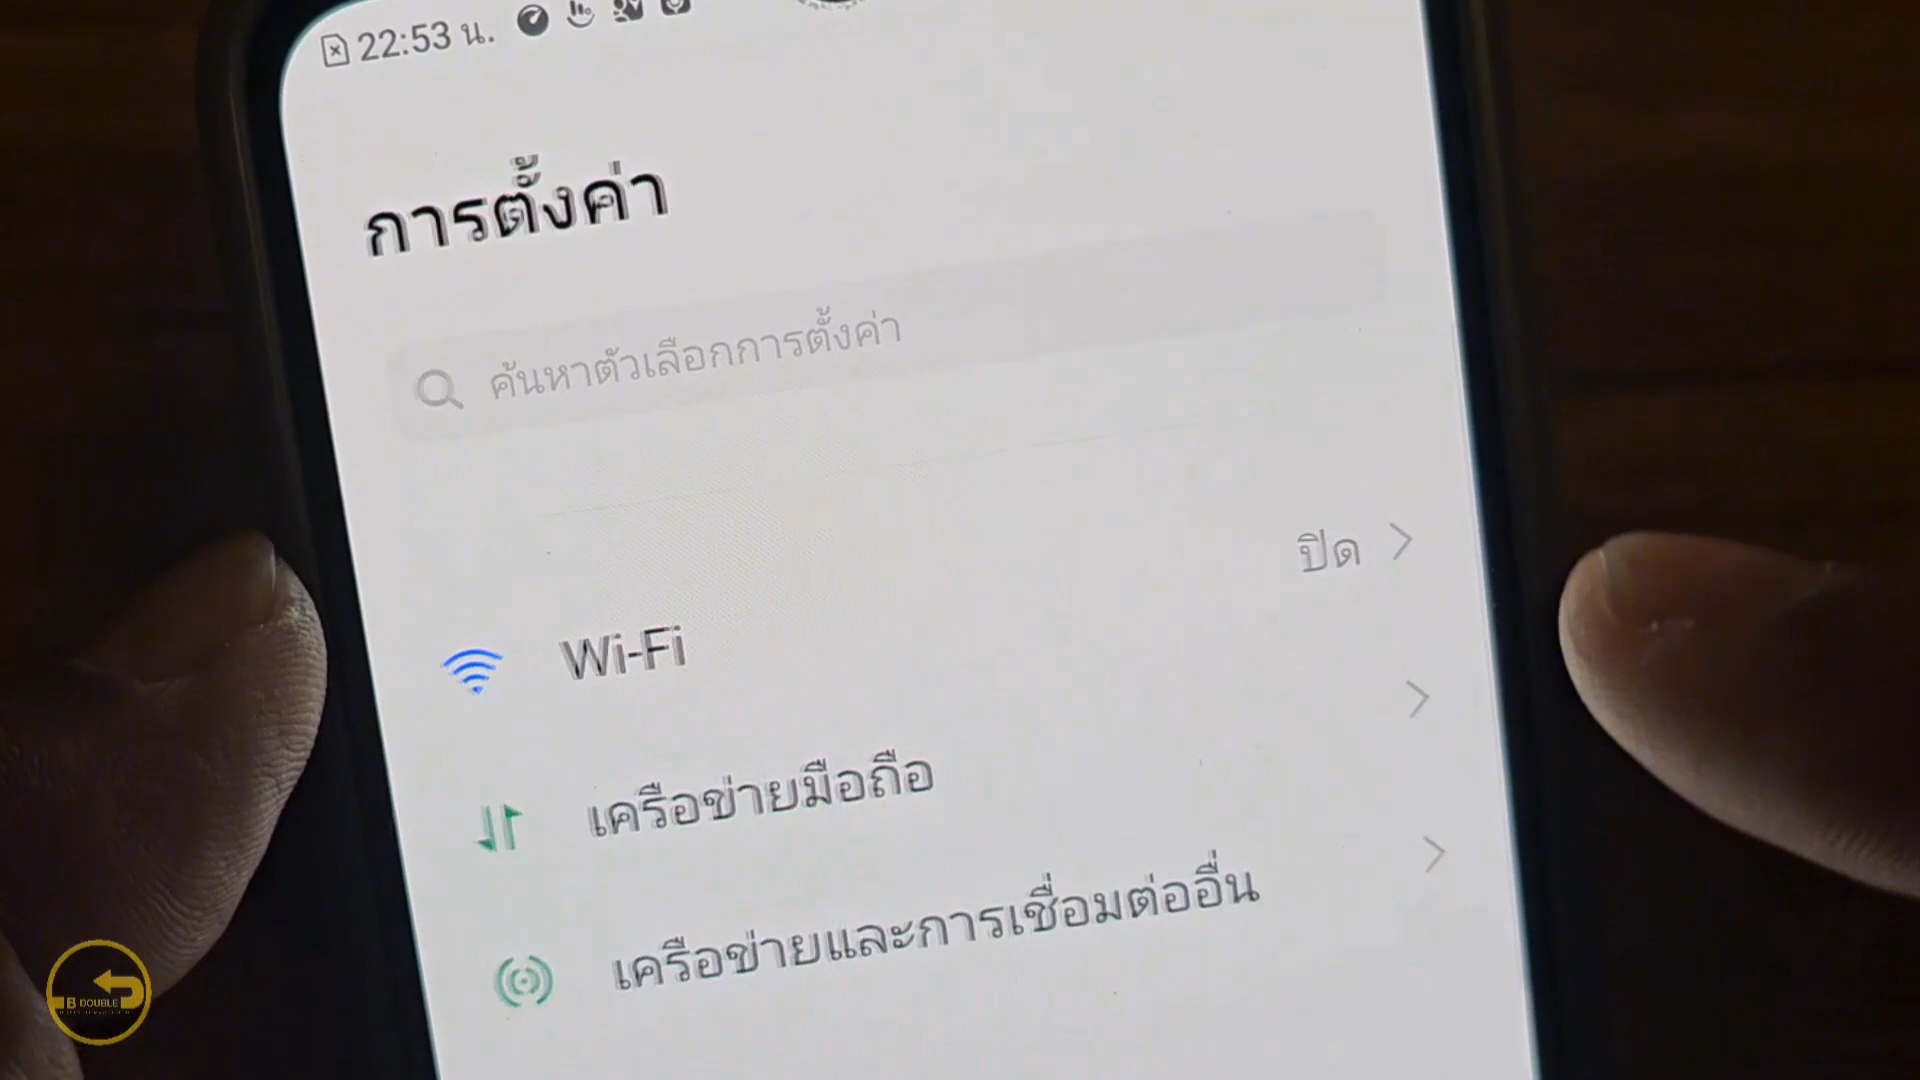 22:53 น.
การตั้งค่า
ค้นหาตัวเลือกการตั้งค่า
Wi-Fi
ปิด
เครือข่ายมือถือ
เครือข่ายและการเชื่อมต่ออื่น
B DOUBLE